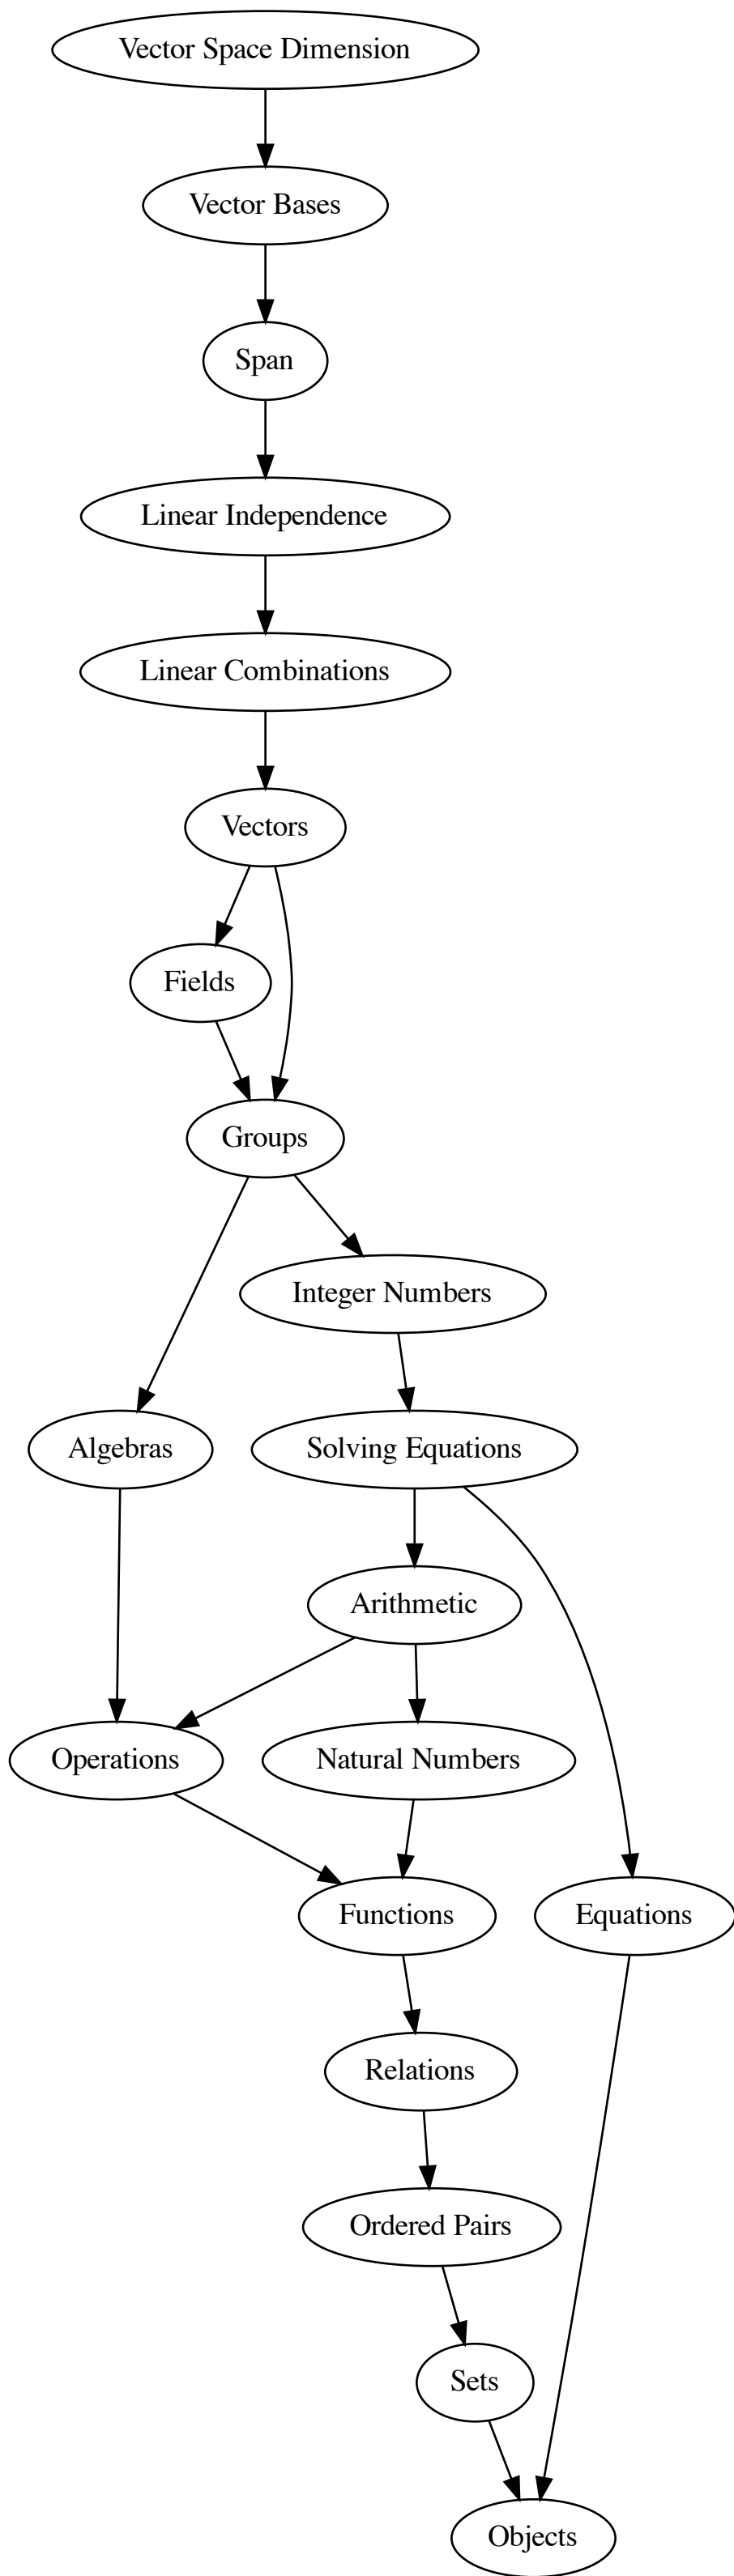 Vector Space Dimension
Vector Bases
Span
Linear Independence
Linear Combinations
Vectors
Fields
Groups
Integer Numbers
Algebras
Solving Equations
Arithmetic
Operations
Natural Numbers
Functions
Equations
Relations
Ordered Pairs
Sets
Objects